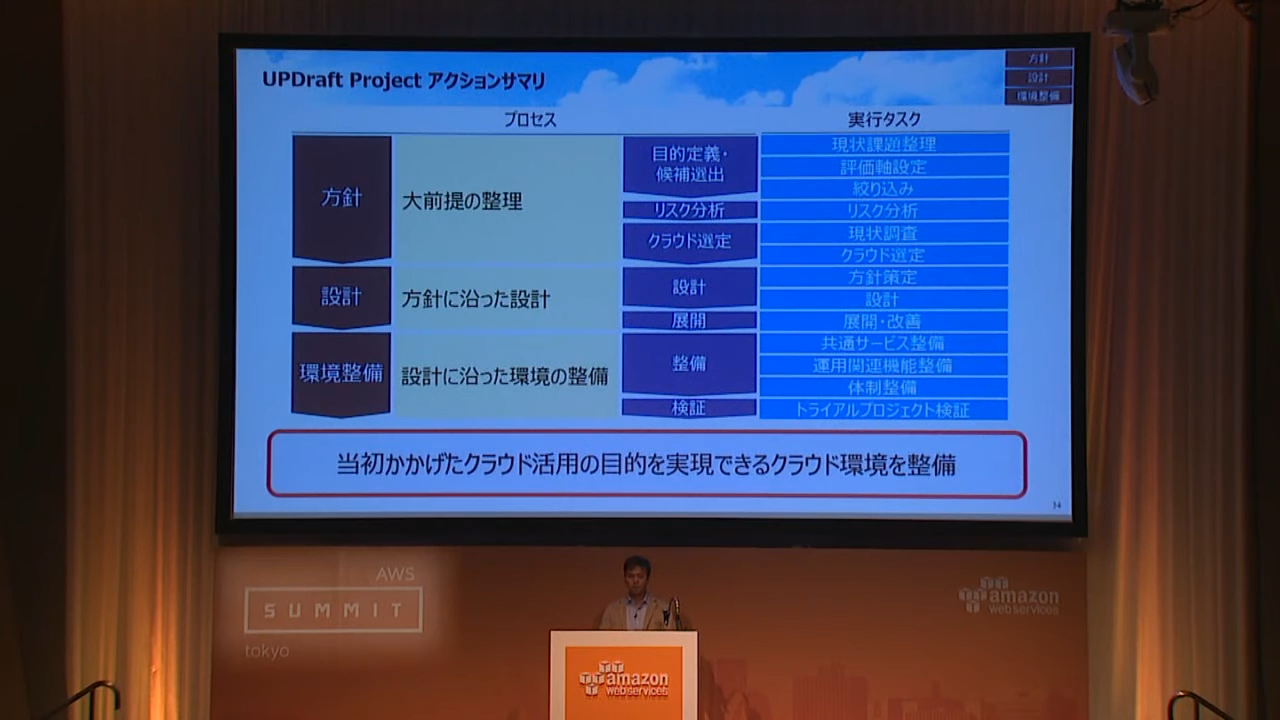 UPDraft Project アクションサマリ
方針
設計
環境整備
プロセス
実行タスク
方針
大前提の整理
目的定義・
候補選出
リスク分析
クラウド選定
現状課題整理
評価軸設定
絞り込み
リスク分析
現状調査
クラウド選定
設計
方針に沿った設計
設計
展開
方針策定
設計
展開・改善
環境整備
設計に沿った環境の整備
整備
検証
共通サービス整備
運用関連機能整備
体制整備
トライアルプロジェクト検証
当初かかげたクラウド活用の目的を実現できるクラウド環境を整備
34
AWS
SUMMIT
tokyo
amazon
webservices
amazon
webservices